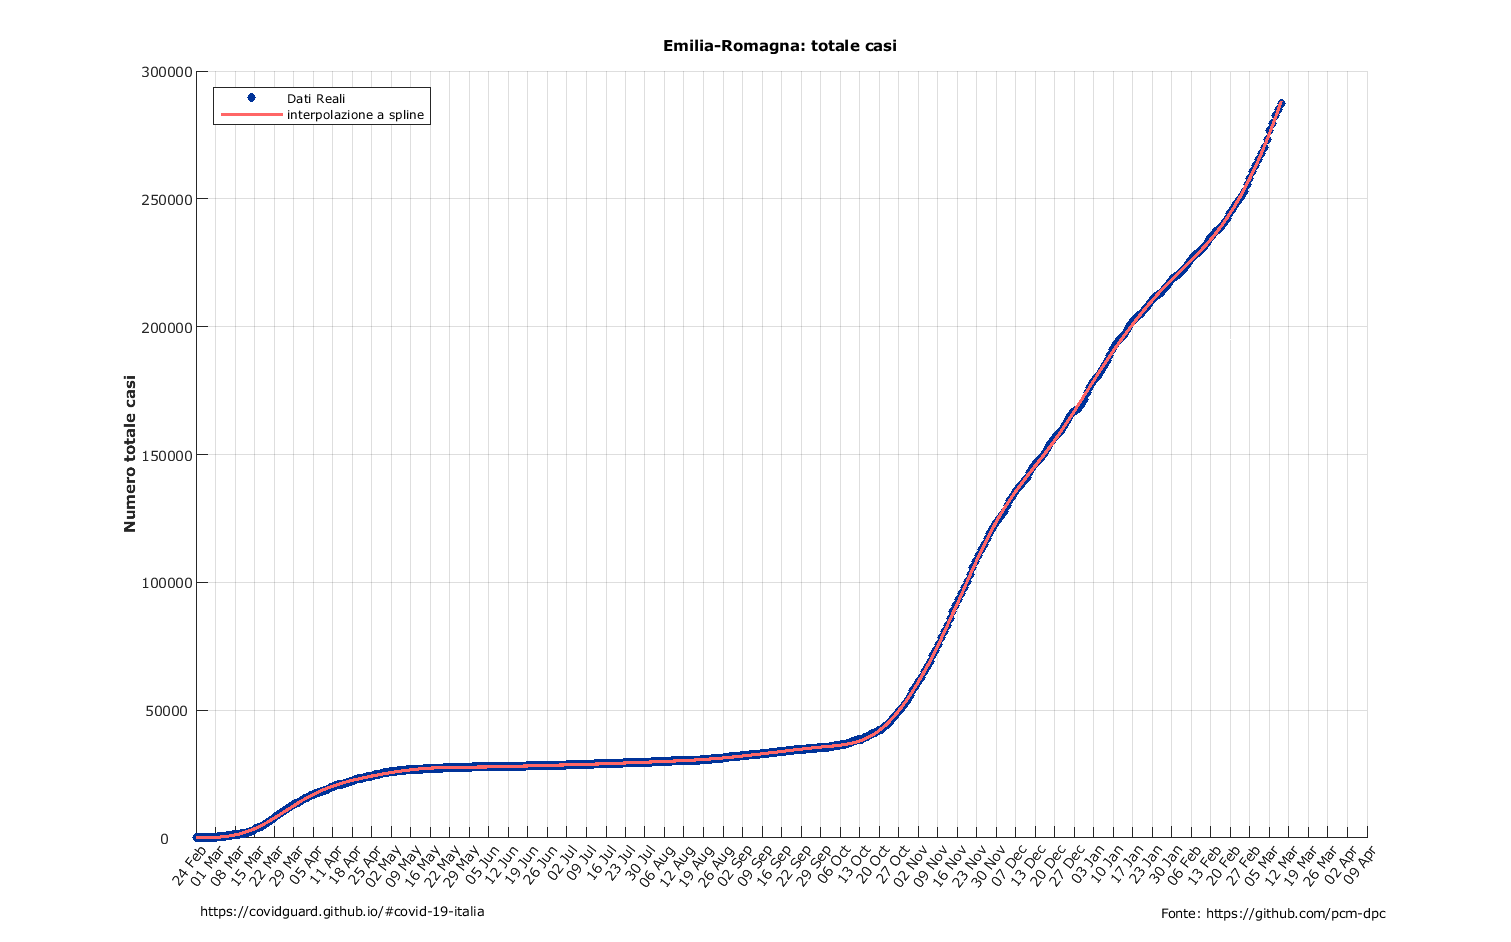 Emilia-Romagna: totale casi
300000
250000
200000
150000
100000
50000
0
Numero totale casi
Dati Reali
interpolazione a spline
24 Feb
01 Mar
08 Mar
15 Mar
22 Mar
29 Mar
05 Apr
11 Apr
18 Apr
25 Apr
02 May
09 May
16 May
22 May
29 May
05 Jun
12 Jun
19 Jun
26 Jun
02 Jul
09 Jul
16 Jul
23 Jul
30 Jul
06 Aug
12 Aug
19 Aug
26 Aug
02 Sep
09 Sep
16 Sep
22 Sep
29 Sep
06 Oct
13 Oct
20 Oct
27 Oct
02 Nov
09 Nov
16 Nov
23 Nov
30 Nov
07 Dec
13 Dec
20 Dec
27 Dec
03 Jan
10 Jan
17 Jan
23 Jan
30 Jan
06 Feb
13 Feb
20 Feb
27 Feb
05 Mar
12 Mar
19 Mar
26 Mar
02 Apr
09 Apr
https://covidguard.github.io/#covid-19-italia
Fonte: https://github.com/pcm-dpc